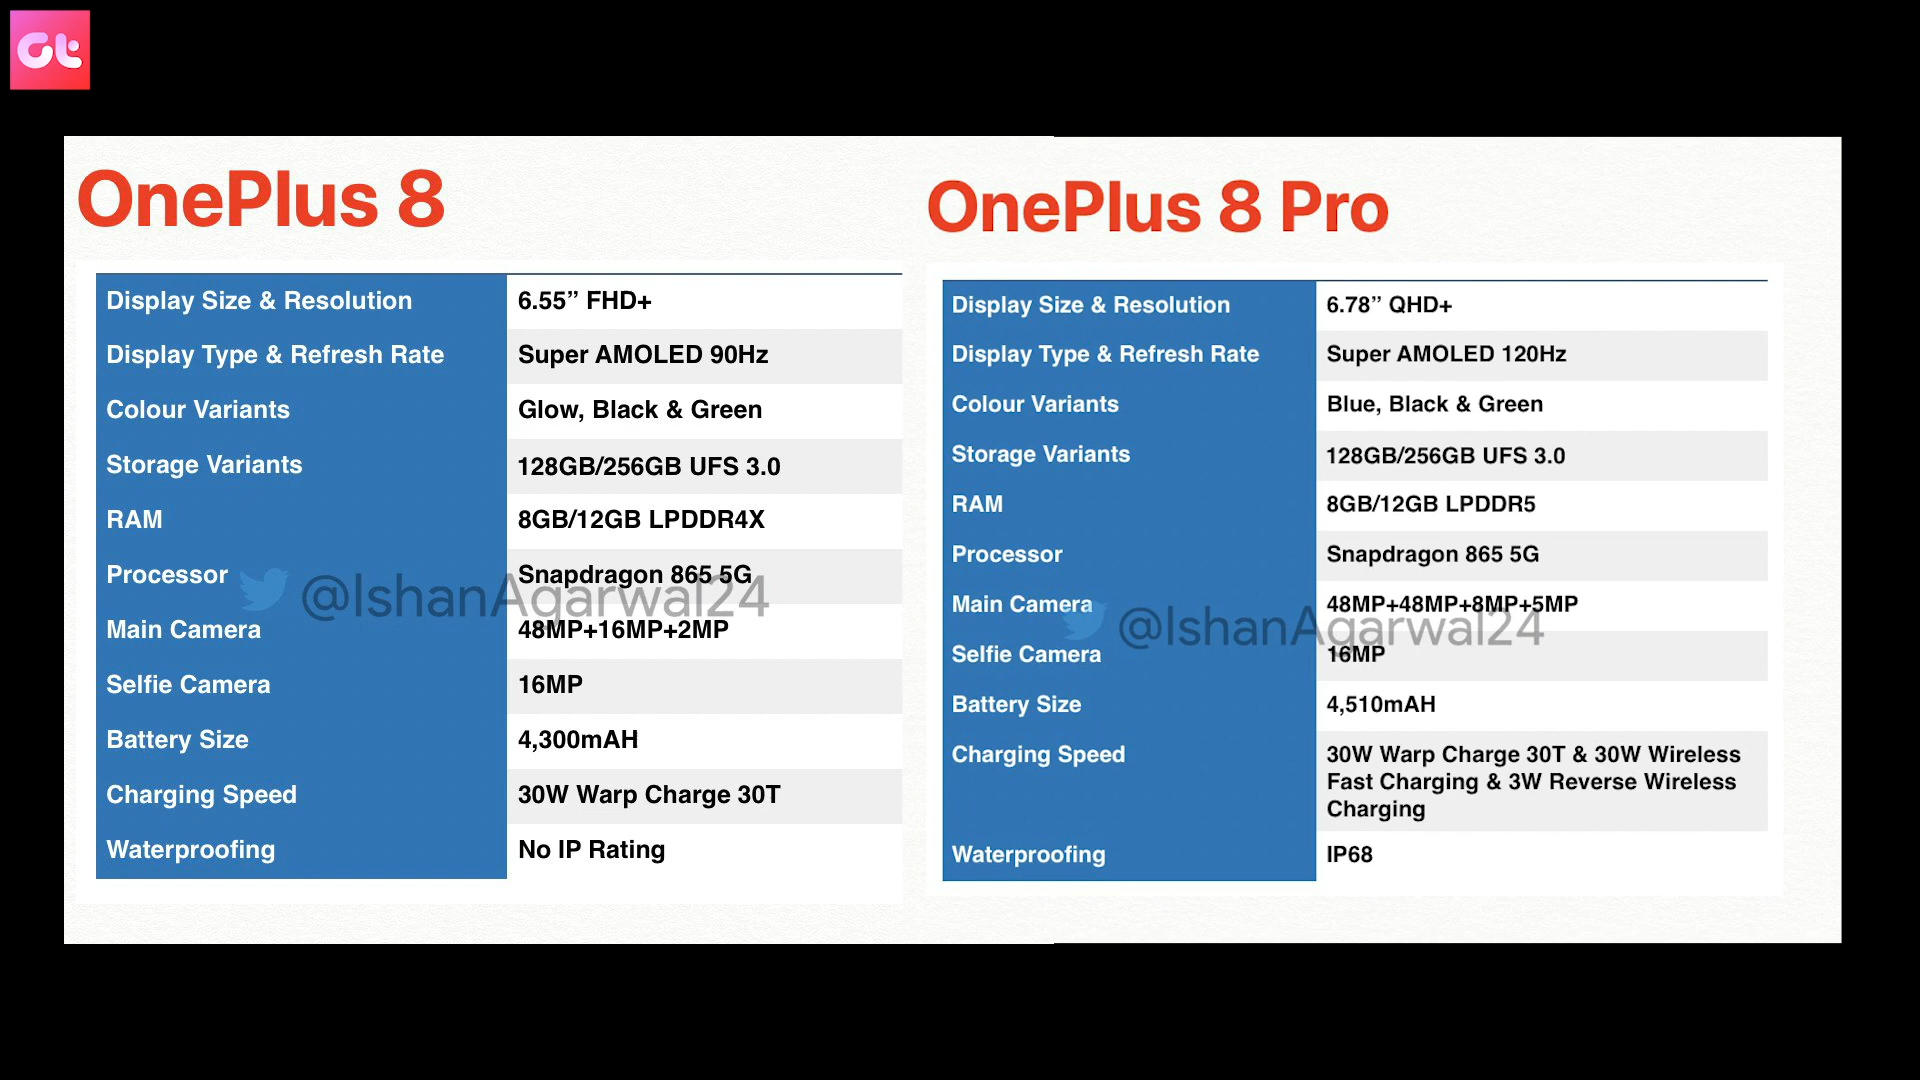 Gt
OnePlus 8
Display Size & Resolution 6.55” FHD+
Display Type & Refresh Rate Super AMOLED 90Hz
Colour Variants Glow, Black & Green
Storage Variants 128GB/256GB UFS 3.0
RAM 8GB/12GB LPDDR4X
Processor Snapdragon 865 5G
@IshanAgarwal24
Main Camera 48MP+16MP+2MP
Selfie Camera 16MP
Battery Size 4,300mAH
Charging Speed 30W Warp Charge 30T
Waterproofing No IP Rating
OnePlus 8 Pro
Display Size & Resolution 6.78” QHD+
Display Type & Refresh Rate Super AMOLED 120Hz
Colour Variants Blue, Black & Green
Storage Variants 128GB/256GB UFS 3.0
RAM 8GB/12GB LPDDR5
Processor Snapdragon 865 5G
Main Camera 48MP+48MP+8MP+5MP
@IshanAgarwal24
Selfie Camera 16MP
Battery Size 4,510mAH
Charging Speed 30W Warp Charge 30T & 30W Wireless
Fast Charging & 3W Reverse Wireless
Charging
Waterproofing IP68